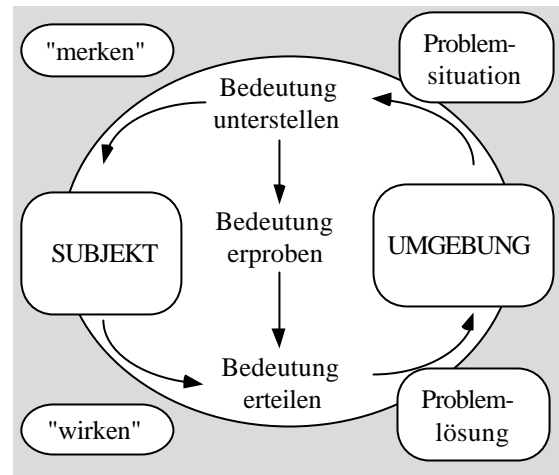 "merken"
Problem-
situation
Bedeutung
unterstellen
SUBJEKT
Bedeutung
erproben
UMGEBUNG
Bedeutung
erteilen
"wirken"
Problem-
lösung